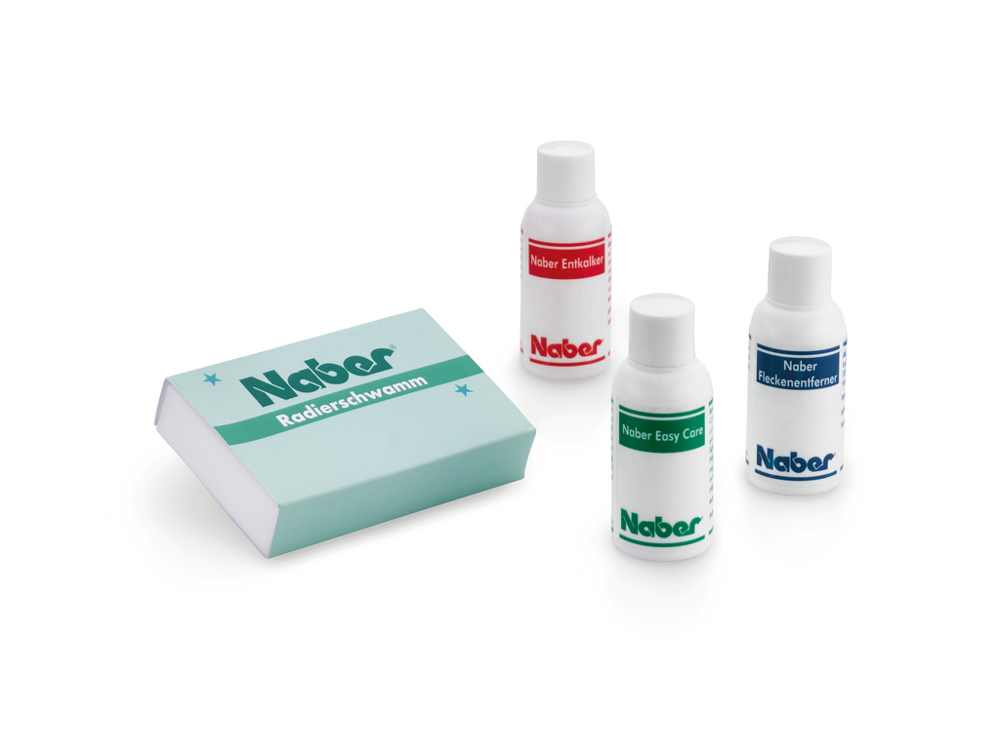 Naber®
Radierschwamm
Naber Entkalker
Naber
Naber Easy Care
Naber
Naber
Fleckenentferner
Naber